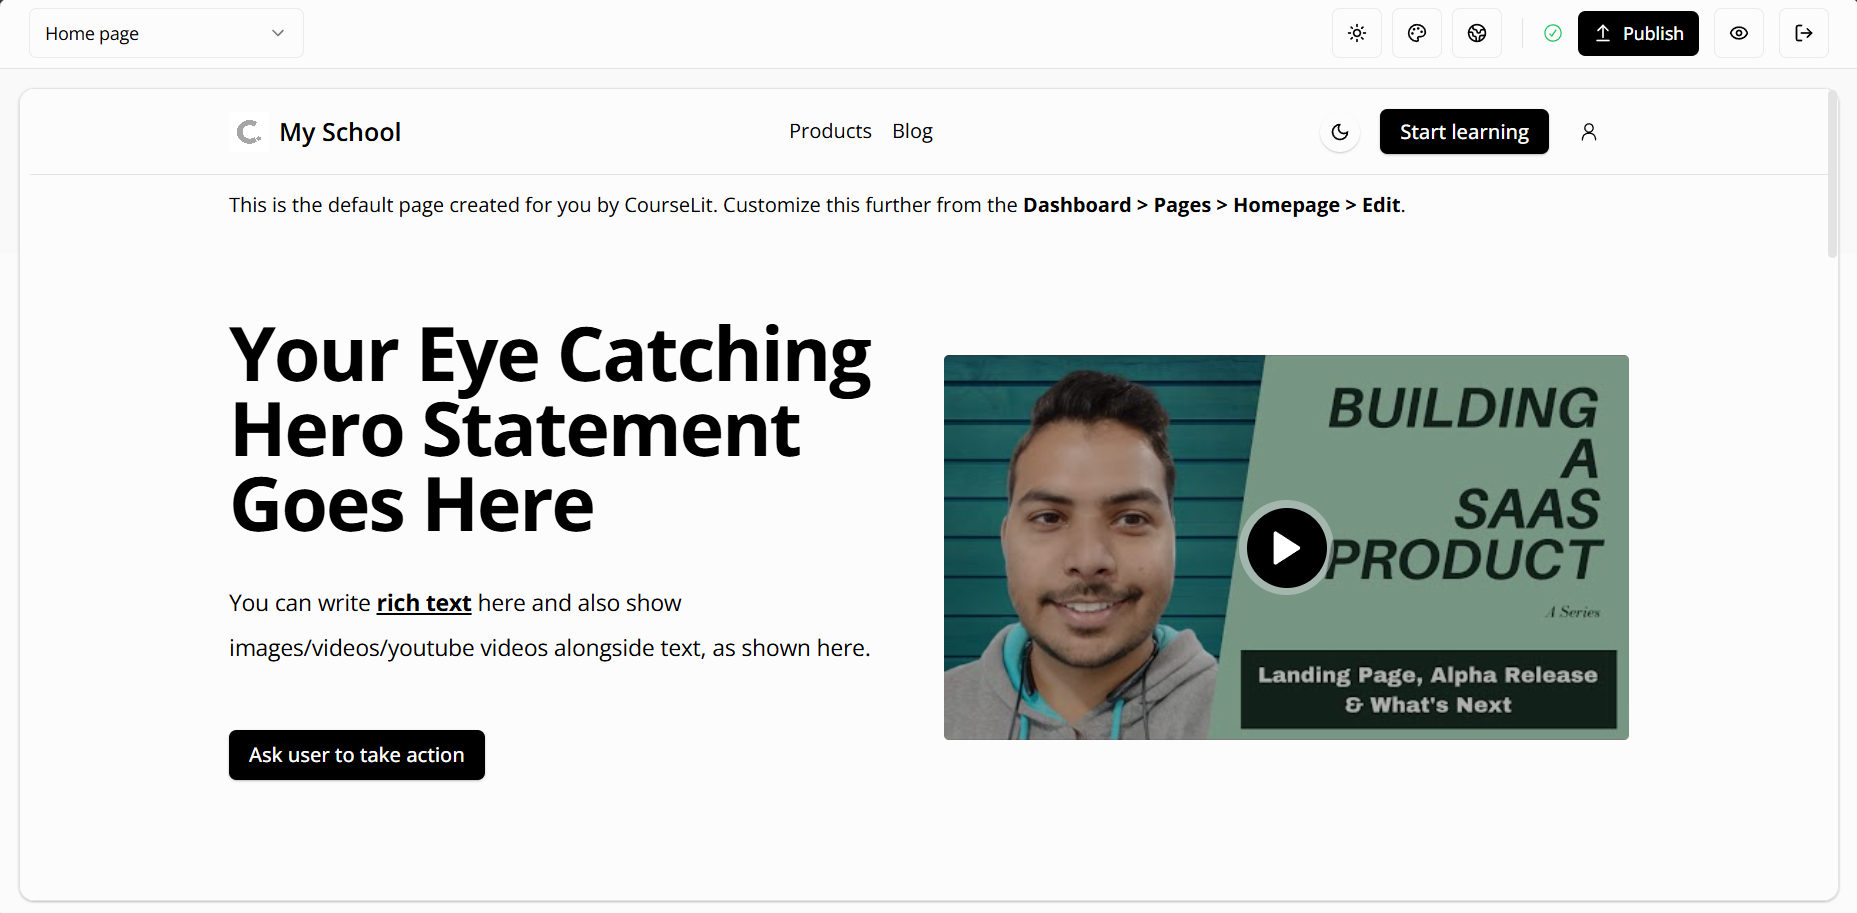 Home page
Publish
My School
Products
Blog
Start learning
This is the default page created for you by CourseLit. Customize this further from the Dashboard > Pages > Homepage > Edit.
Your Eye Catching
Hero Statement
Goes Here
You can write rich text here and also show
images/videos/youtube videos alongside text, as shown here.
Ask user to take action
BUILDING
A
SAAS
PRODUCT
A Series
Landing Page, Alpha Release
& What's Next